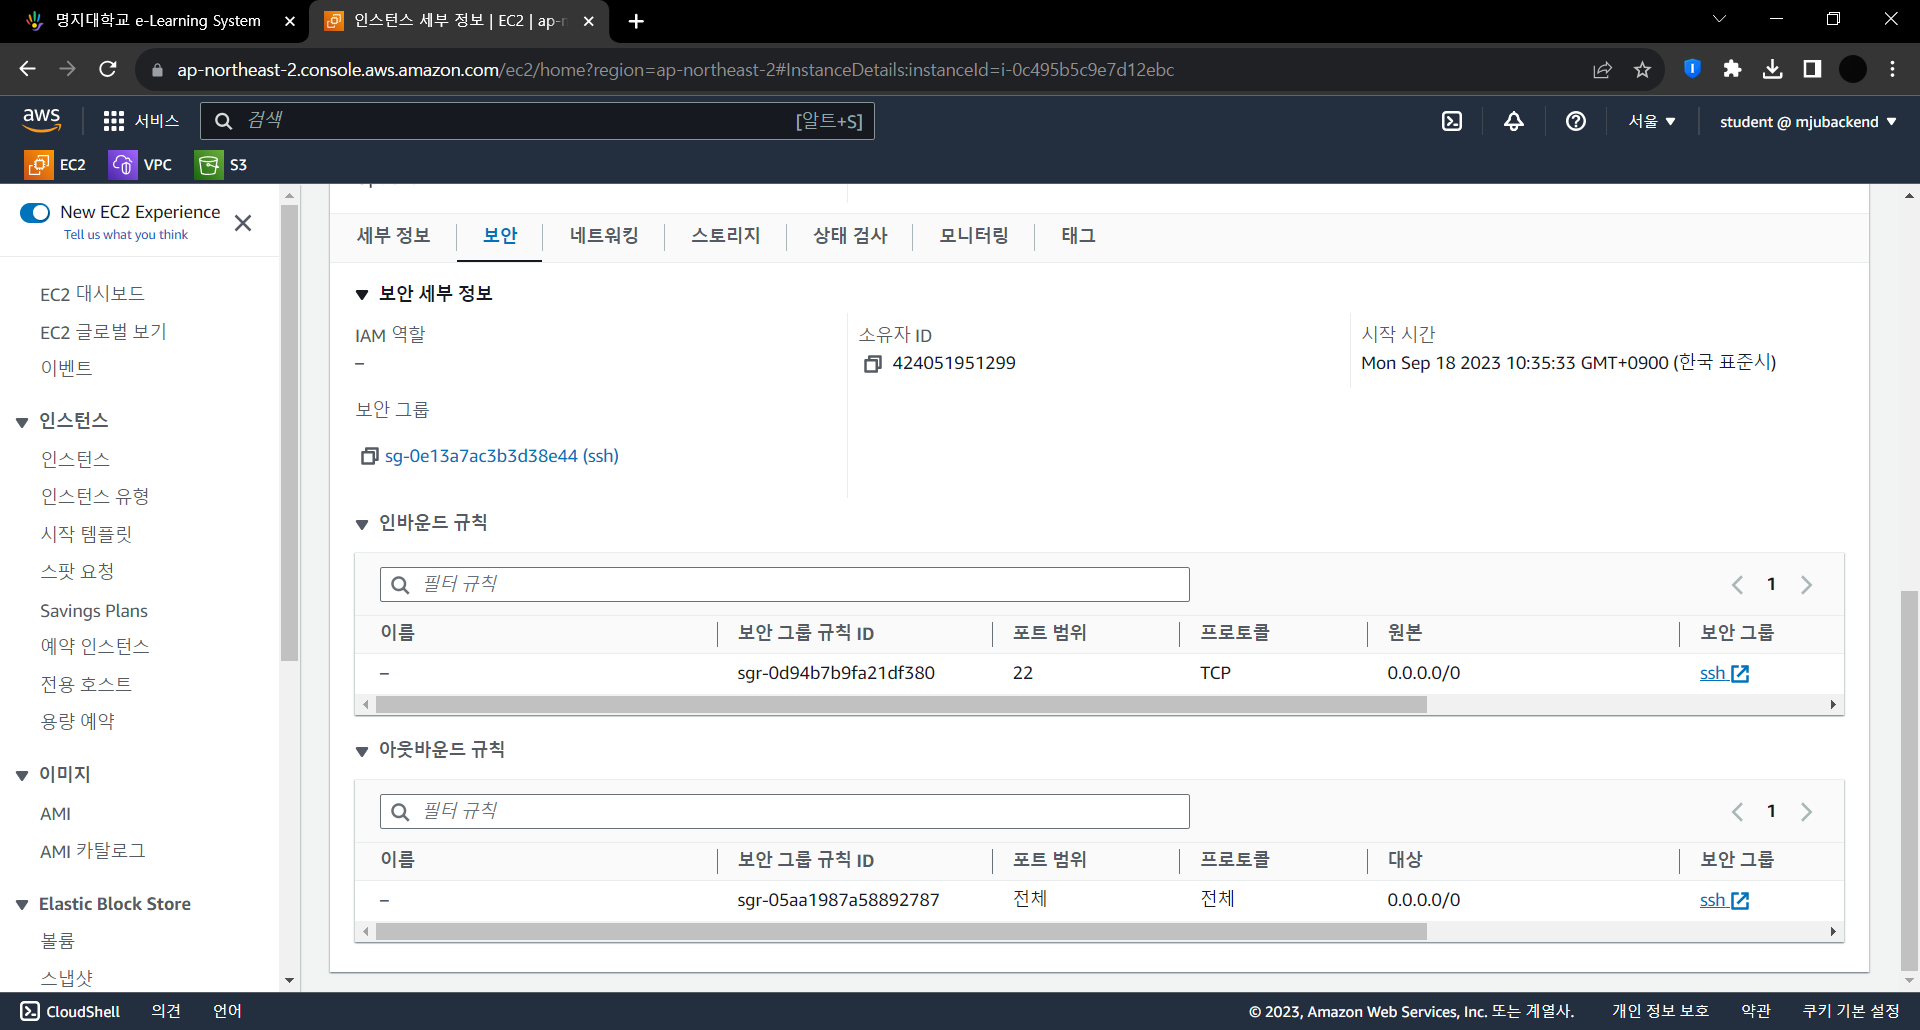 명지대학교 e-Learning System
인스턴스 세부 정보 | EC2 | ap-n
ap-northeast-2.console.aws.amazon.com/ec2/home?region=ap-northeast-2#InstanceDetails:instanceId=i-0c495b5c9e7d12ebc
aws
서비스
검색
[알트+S]
서울
student @ mjubackend
EC2
VPC
S3
New EC2 Experience
Tell us what you think
EC2 대시보드
EC2 글로벌 보기
이벤트
인스턴스
인스턴스
인스턴스 유형
시작 템플릿
스팟 요청
Savings Plans
예약 인스턴스
전용 호스트
용량 예약
이미지
AMI
AMI 카탈로그
Elastic Block Store
볼륨
스냅샷
세부 정보
보안
네트워킹
스토리지
상태 검사
모니터링
태그
보안 세부 정보
IAM 역할
–
소유자 ID
424051951299
시작 시간
Mon Sep 18 2023 10:35:33 GMT+0900 (한국 표준시)
보안 그룹
sg-0e13a7ac3b3d38e44 (ssh)
인바운드 규칙
필터 규칙
1
이름 보안 그룹 규칙 ID 포트 범위 프로토콜 원본 보안 그룹
– sgr-0d94b7b9fa21df380 22 TCP 0.0.0.0/0 ssh
아웃바운드 규칙
필터 규칙
1
이름 보안 그룹 규칙 ID 포트 범위 프로토콜 대상 보안 그룹
– sgr-05aa1987a58892787 전체 전체 0.0.0.0/0 ssh
CloudShell
의견
언어
© 2023, Amazon Web Services, Inc. 또는 계열사.
개인 정보 보호
약관
쿠키 기본 설정